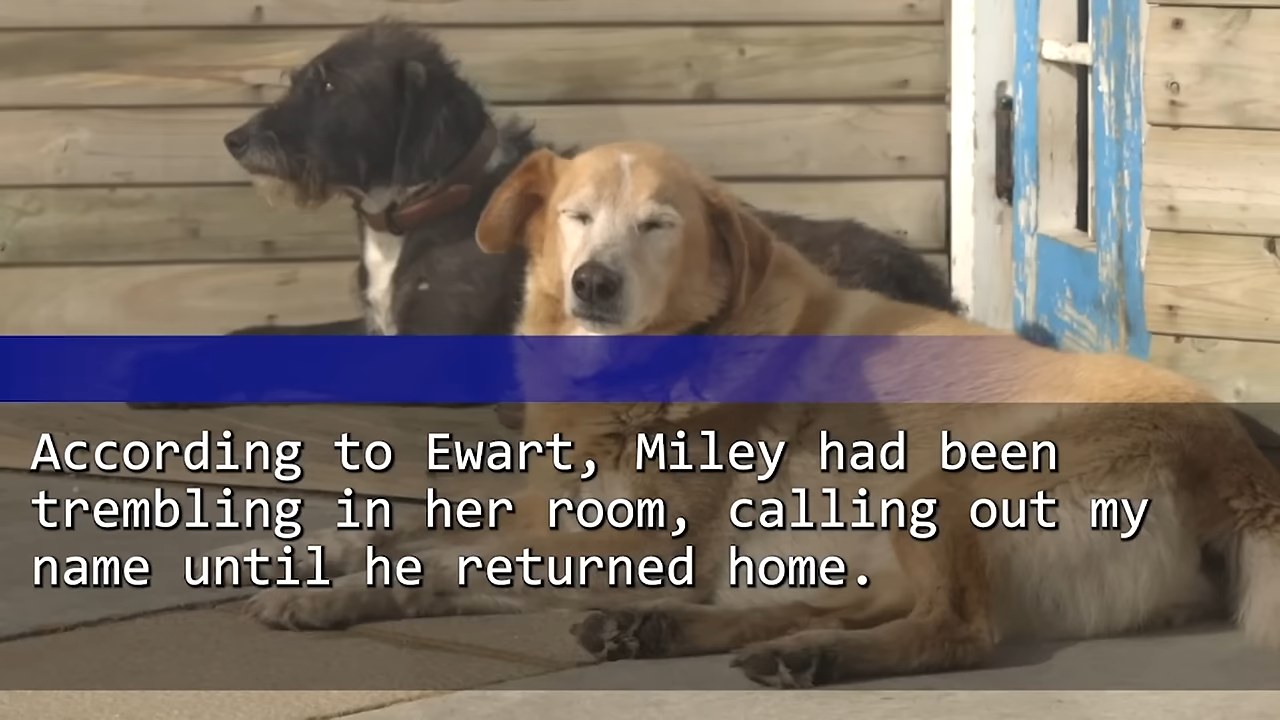 According to Ewart, Miley had been
trembling in her room, calling out my
name until he returned home.